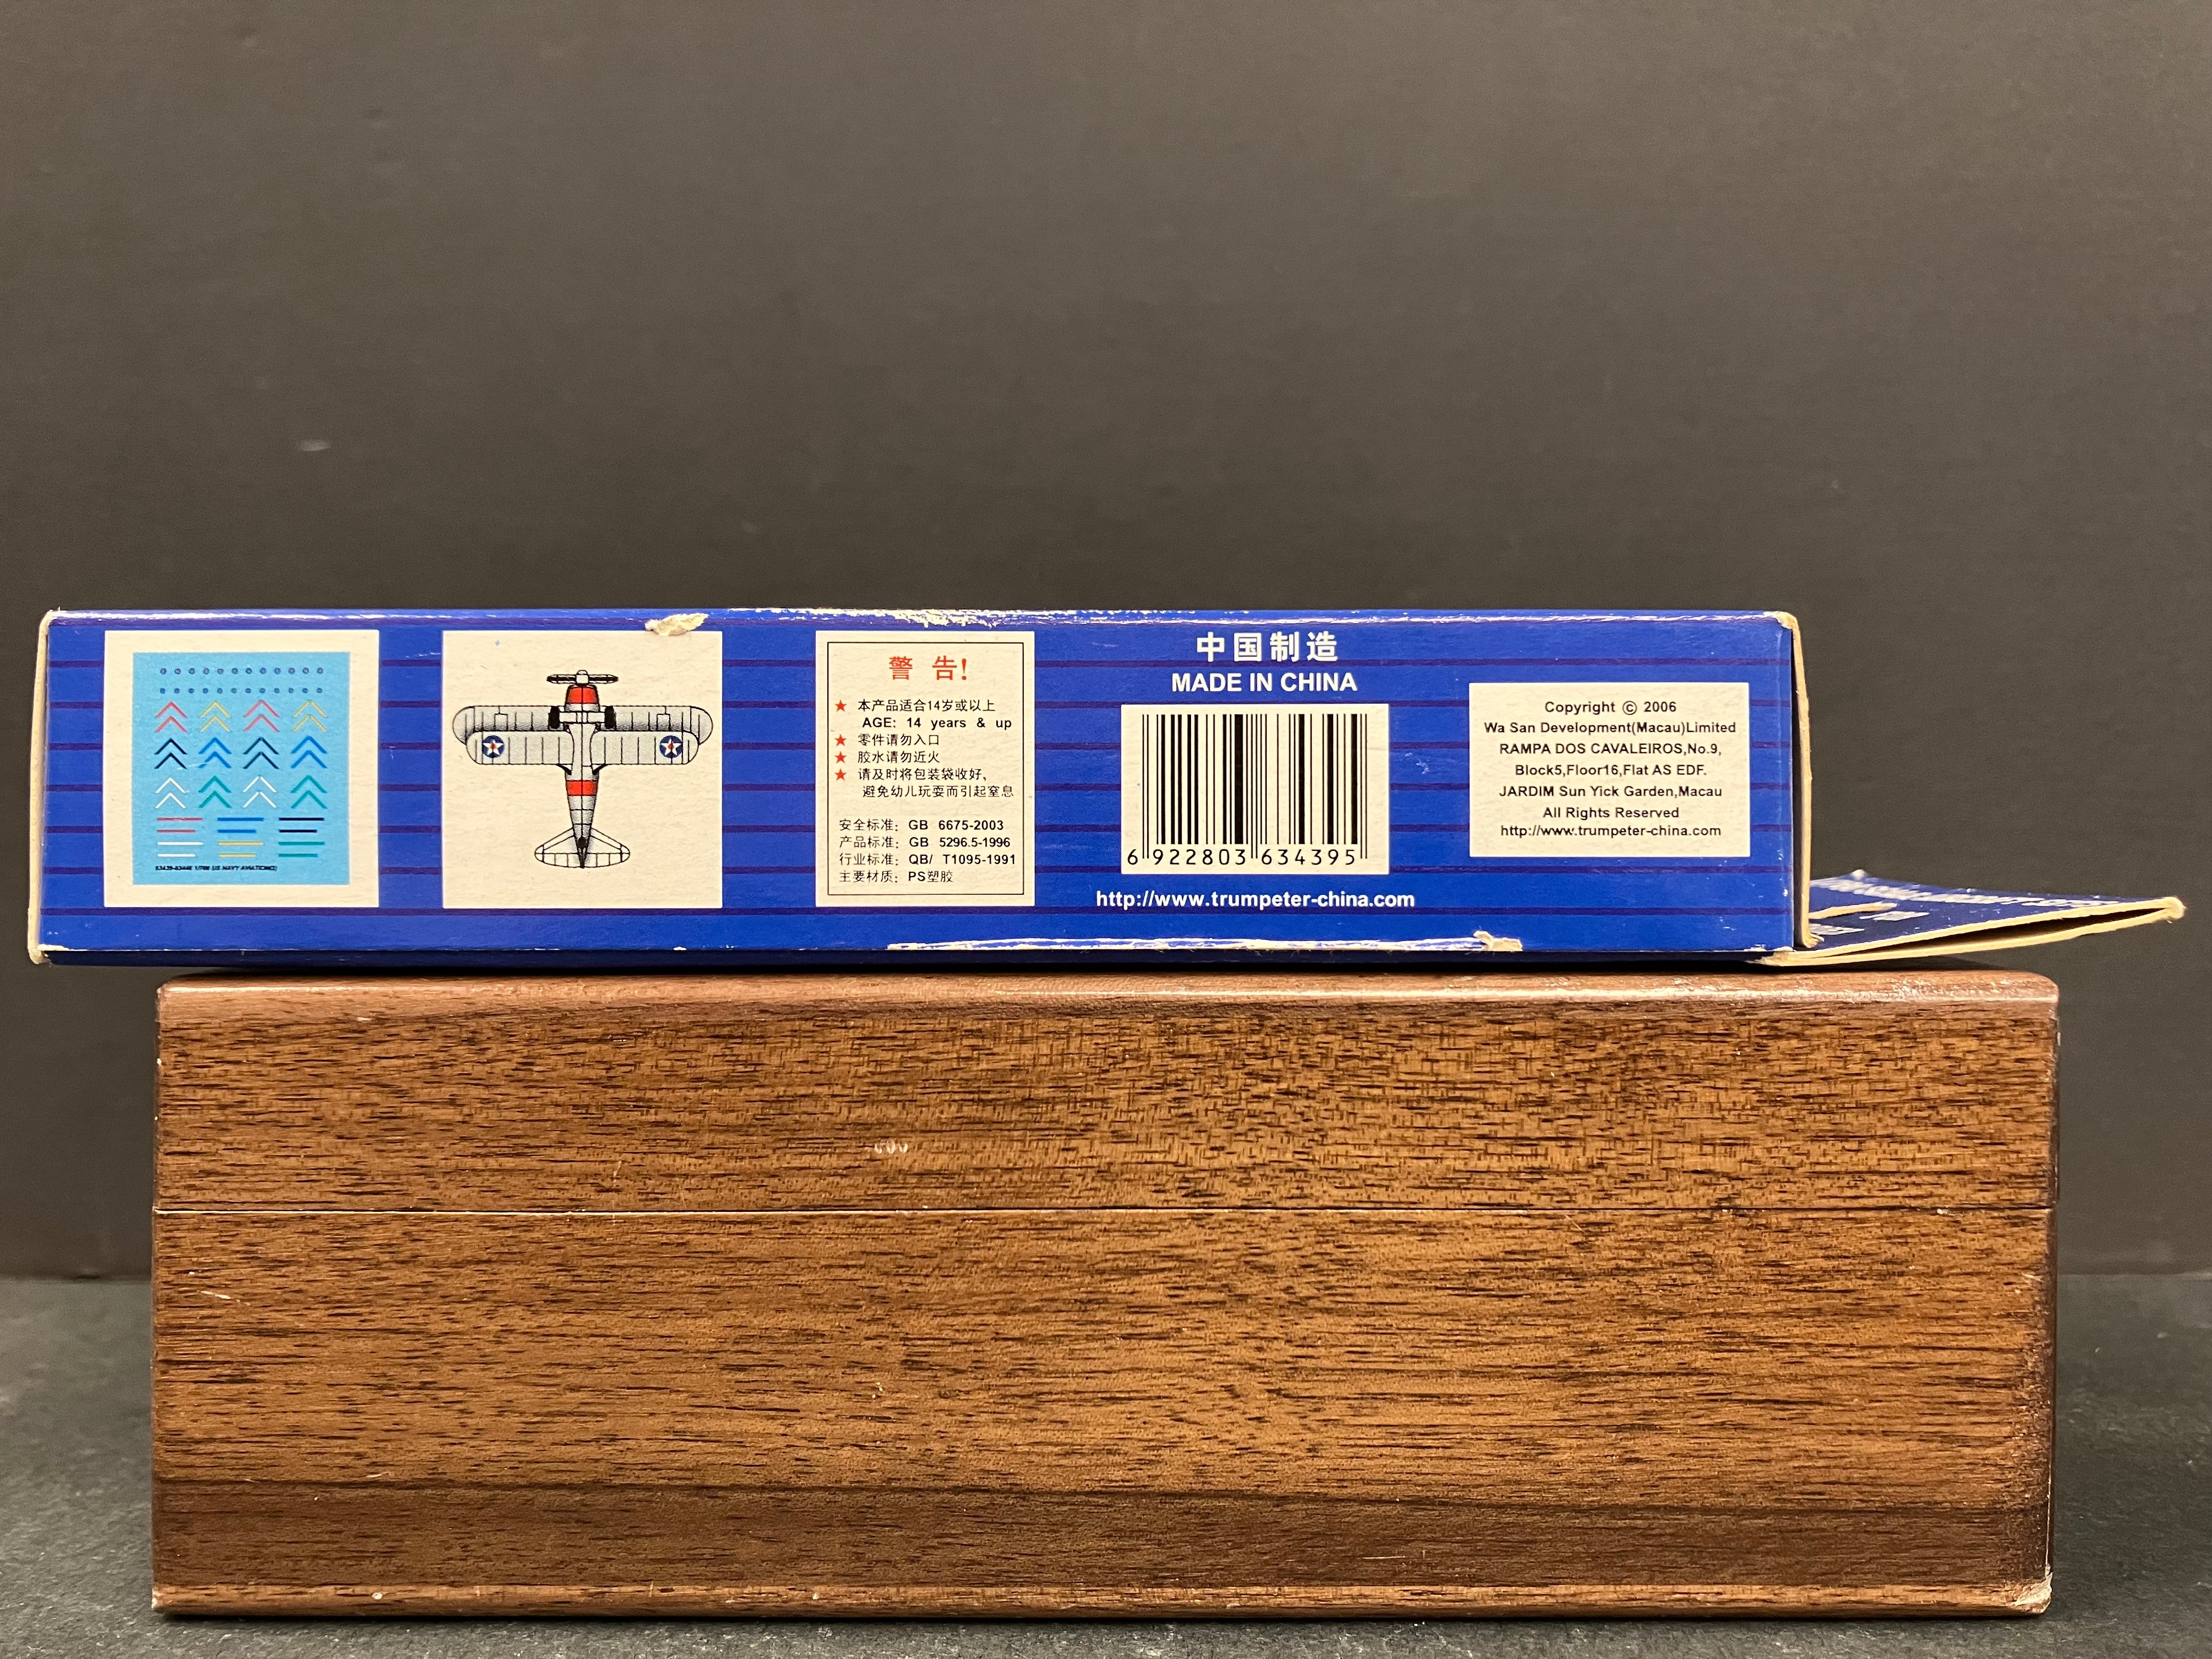 警 告!
★ 本产品适合14岁或以上
AGE: 14 years & up
★ 零件请勿入口
★ 胶水请勿近火
★ 请及时将包装袋收好,
避免幼儿玩耍而引起窒息
安全标准: GB 6675-2003
产品标准: GB 5296.5-1996
行业标准: QB/ T1095-1991
主要材质: PS塑胶
中国制造
MADE IN CHINA
6 922803 634395
http://www.trumpeter-china.com
Copyright © 2006
Wa San Development(Macau)Limited
RAMPA DOS CAVALEIROS,No.9,
Block5,Floor16,Flat AS EDF.
JARDIM Sun Yick Garden,Macau
All Rights Reserved
http://www.trumpeter-china.com